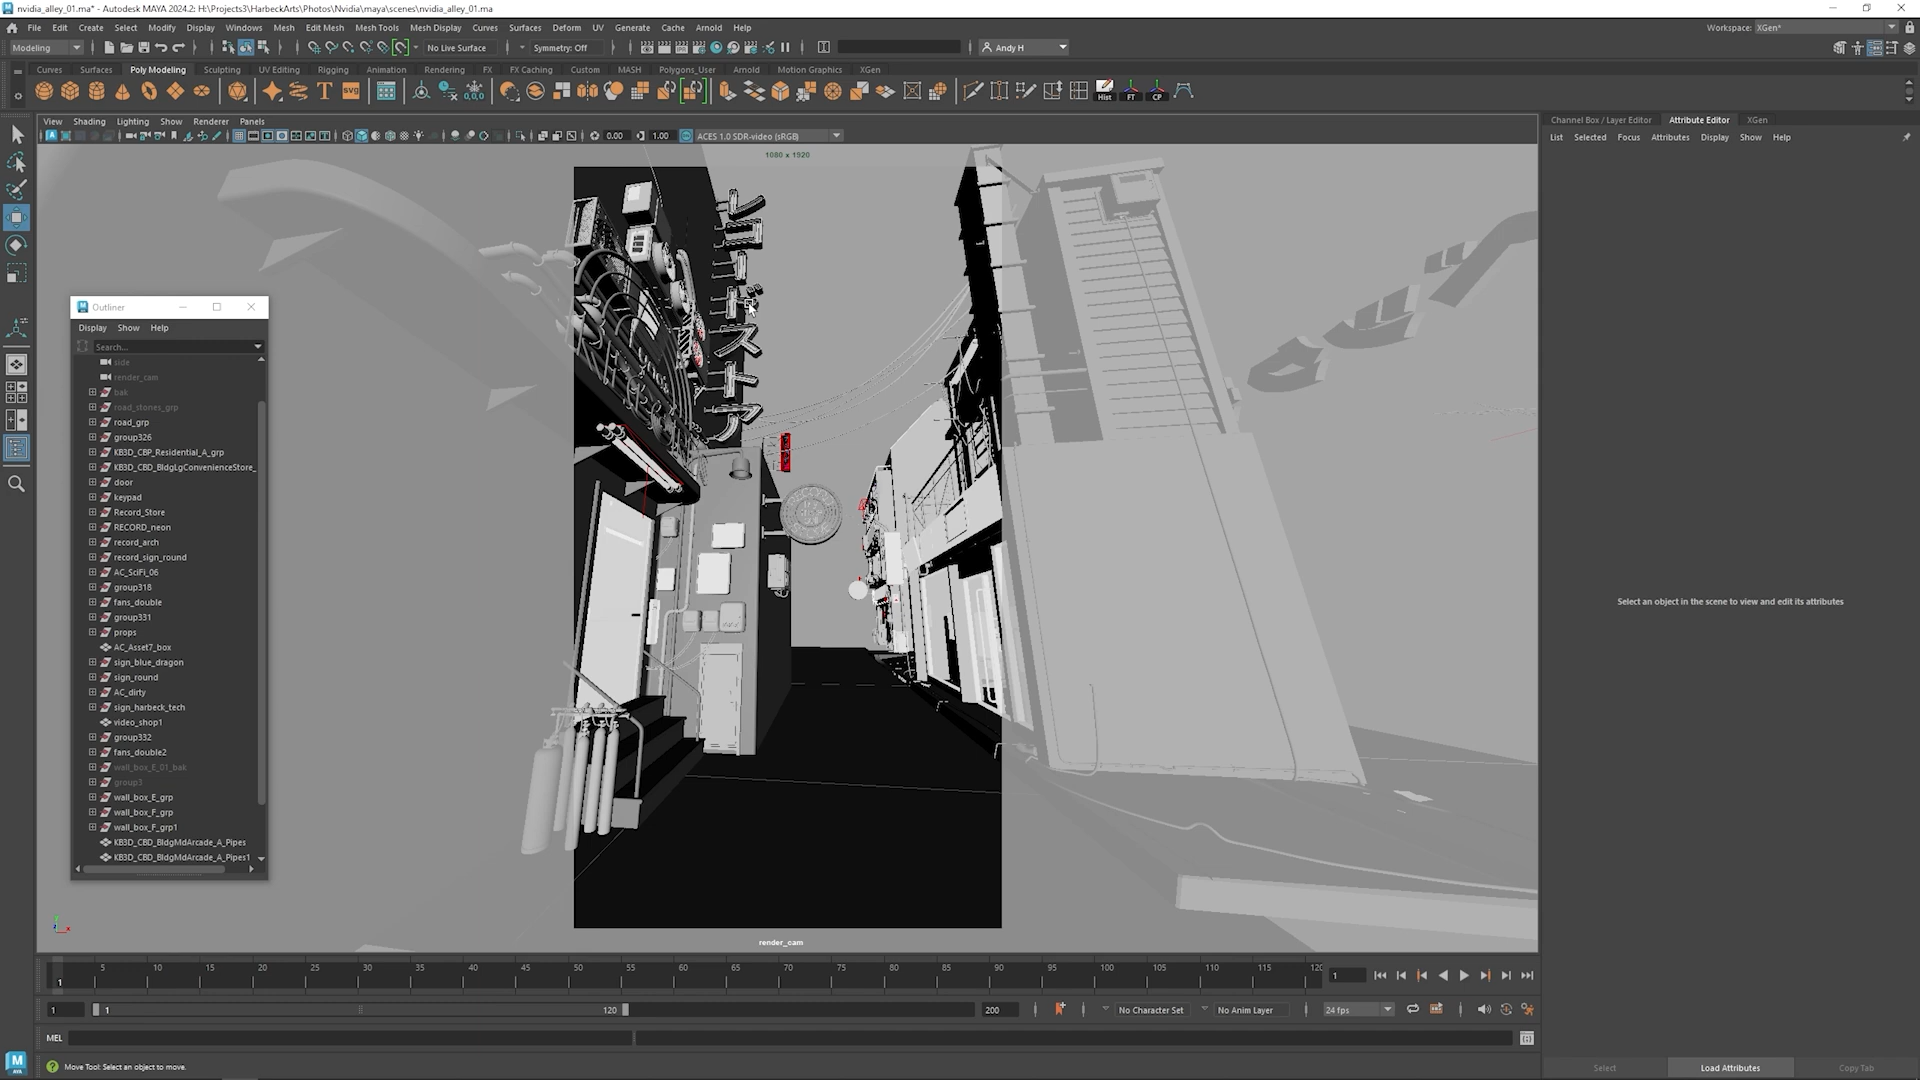 nvidia_alley_01.ma* - Autodesk MAYA 2024.2: H:\Projects3\HarbeckArts\Photos\Nvidia\maya\scenes\nvidia_alley_01.ma
File Edit Create Select Modify Display Windows Mesh Edit Mesh Mesh Tools Mesh Display Curves Surfaces Deform UV Generate Cache Arnold Help
Workspace: XGen*
Modeling No Live Surface Symmetry: Off Andy H
Curves Surfaces Poly Modeling Sculpting UV Editing Rigging Animation Rendering FX FX Caching Custom MASH Polygons_User Arnold Motion Graphics XGen
svg 0,0,0 Hist FT CP
View Shading Lighting Show Renderer Panels
0.00 1.00 ACES 1.0 SDR-video (sRGB)
1080 x 1920
Channel Box / Layer Editor Attribute Editor XGen
List Selected Focus Attributes Display Show Help
Outliner
Display Show Help
Search...
side
render_cam
bak
road_stones_grp
road_grp
group326
KB3D_CBP_Residential_A_grp
KB3D_CBD_BldgLgConvenienceStore_
door
keypad
Record_Store
RECORD_neon
record_arch
record_sign_round
AC_SciFi_06
group318
fans_double
group331
props
AC_Asset7_box
sign_blue_dragon
sign_round
AC_dirty
sign_harbeck_tech
video_shop1
group332
fans_double2
wall_box_E_01_bak
group3
wall_box_E_grp
wall_box_F_grp
wall_box_F_grp1
KB3D_CBD_BldgMdArcade_A_Pipes
KB3D_CBD_BldgMdArcade_A_Pipes1
Select an object in the scene to view and edit its attributes
render_cam
1 5 10 15 20 25 30 35 40 45 50 55 60 65 70 75 80 85 90 95 100 105 110 115 120
1
1 1 120 200 No Character Set No Anim Layer 24 fps
MEL
Move Tool: Select an object to move.
Select Load Attributes Copy Tab